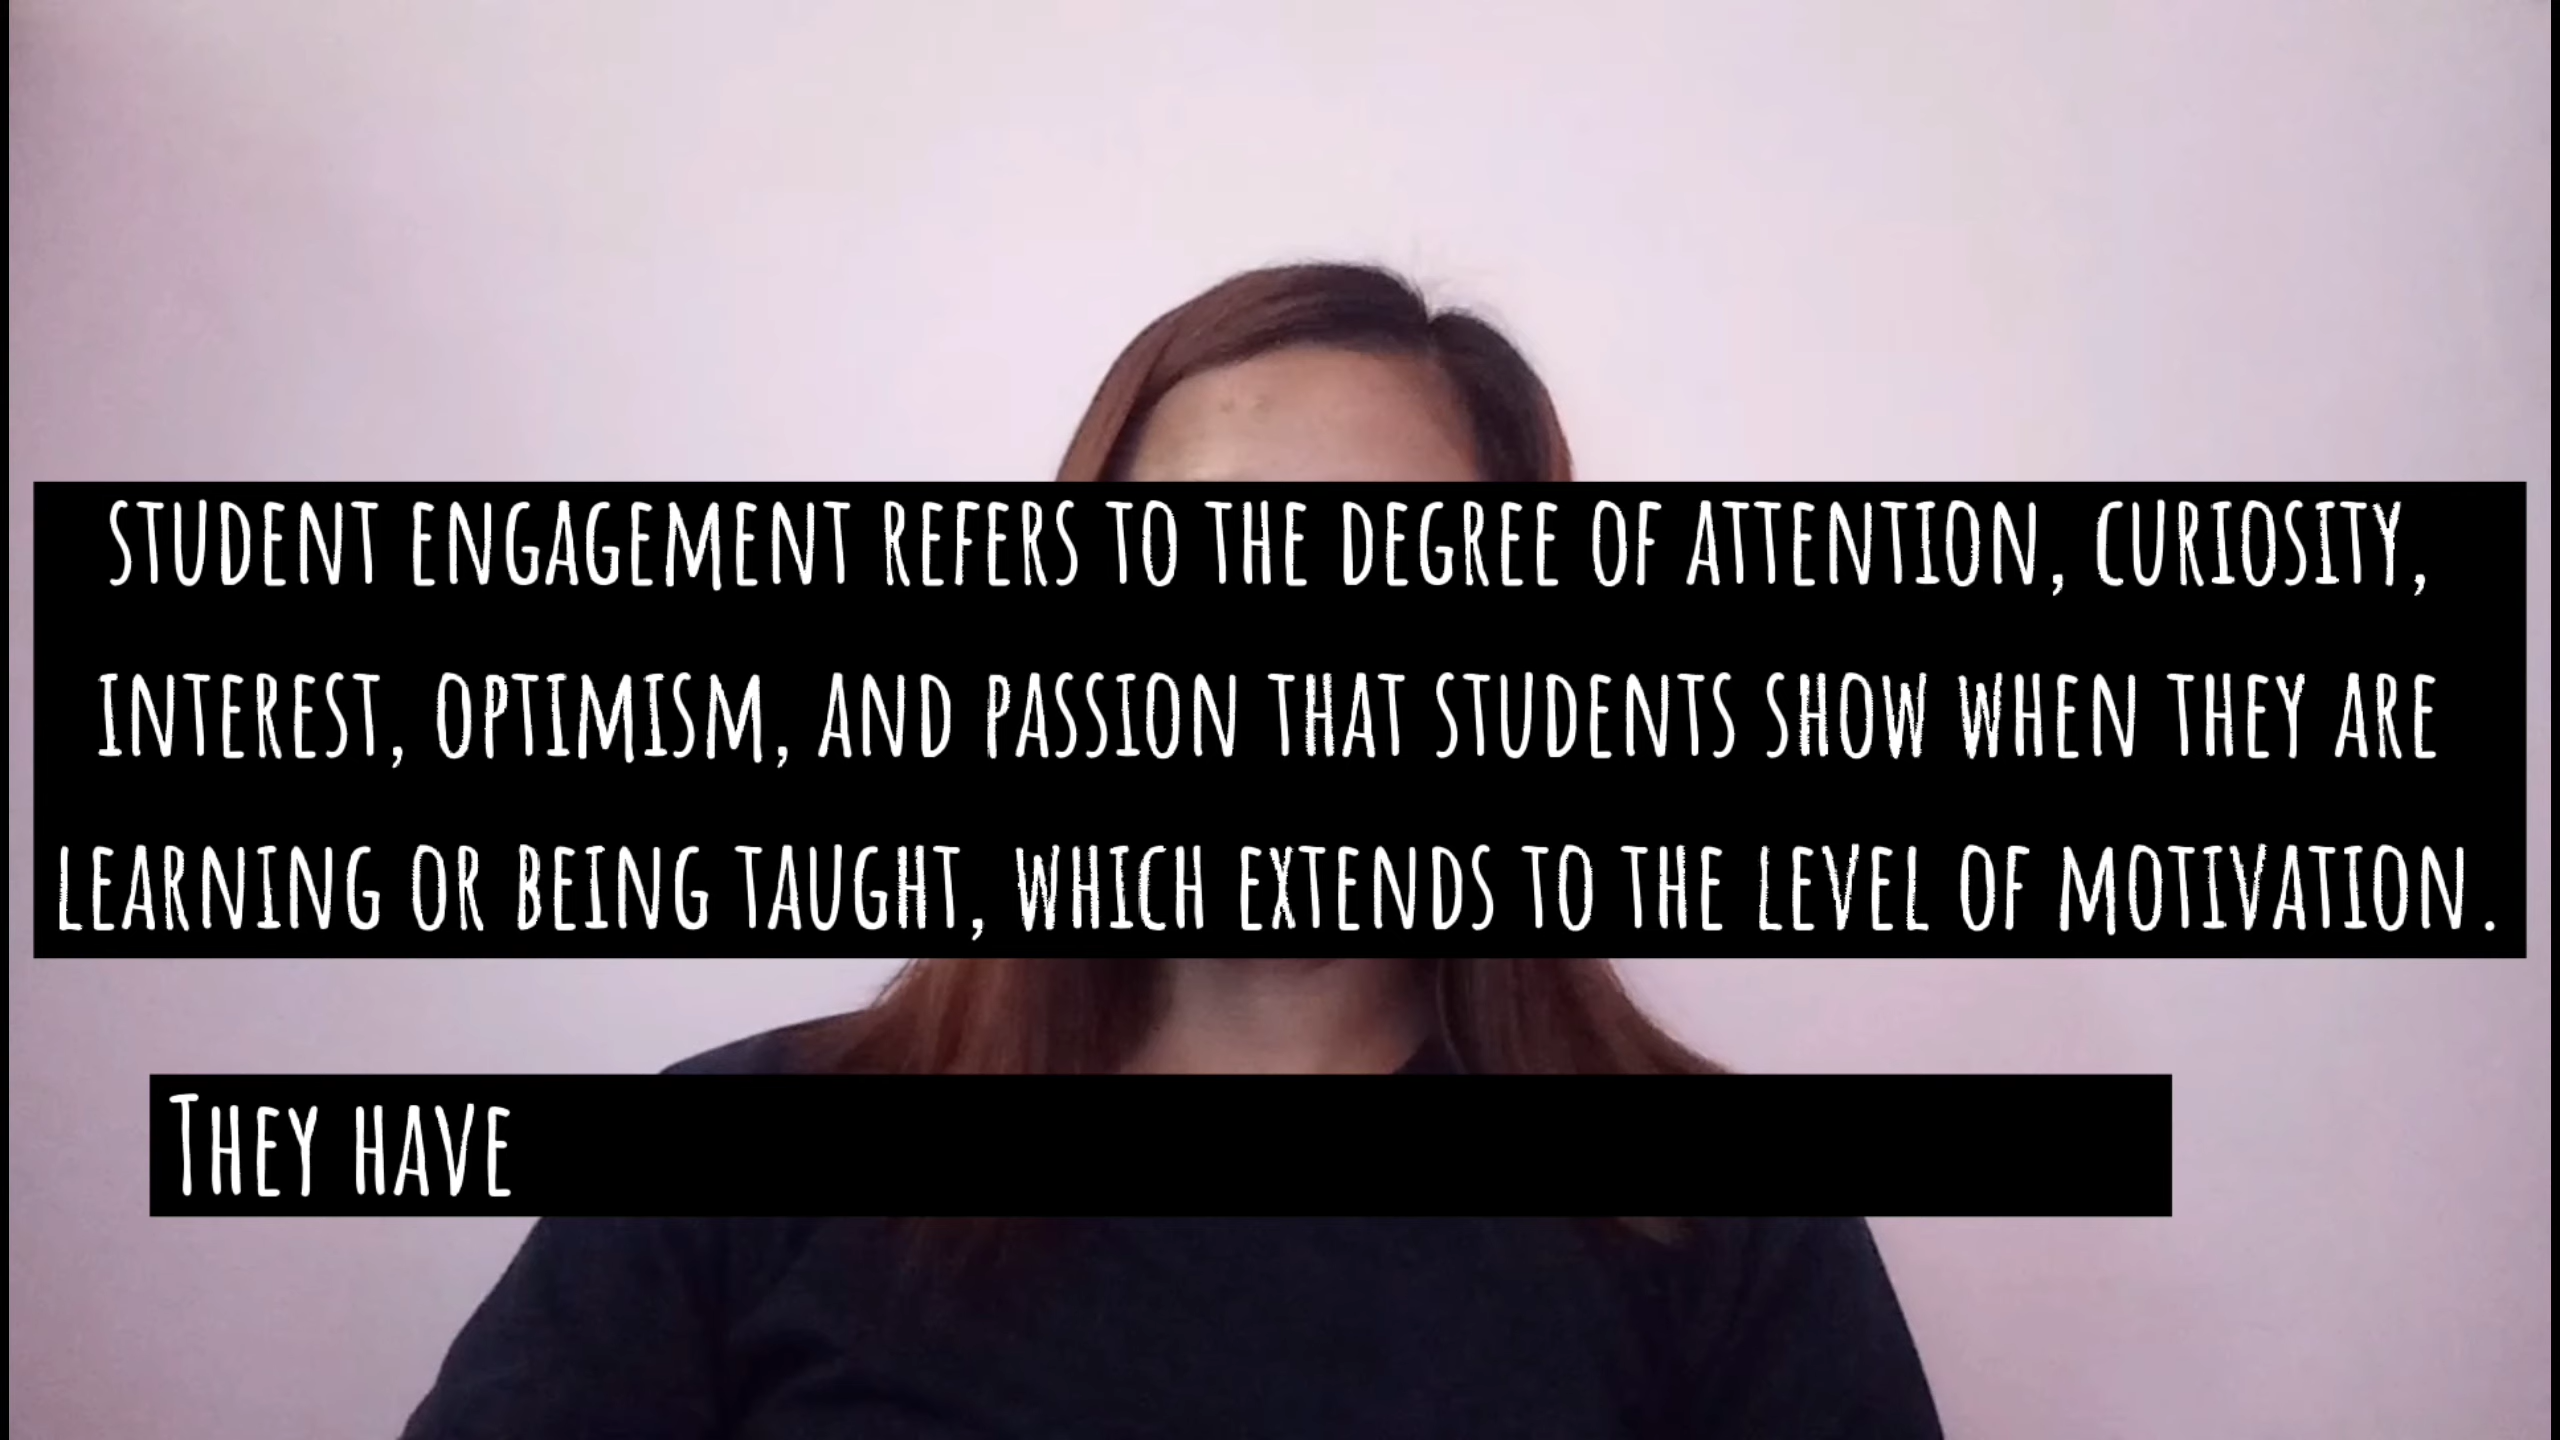 STUDENT ENGAGEMENT REFERS TO THE DEGREE OF ATTENTION, CURIOSITY,
INTEREST, OPTIMISM, AND PASSION THAT STUDENTS SHOW WHEN THEY ARE
LEARNING OR BEING TAUGHT, WHICH EXTENDS TO THE LEVEL OF MOTIVATION.
THEY HAVE